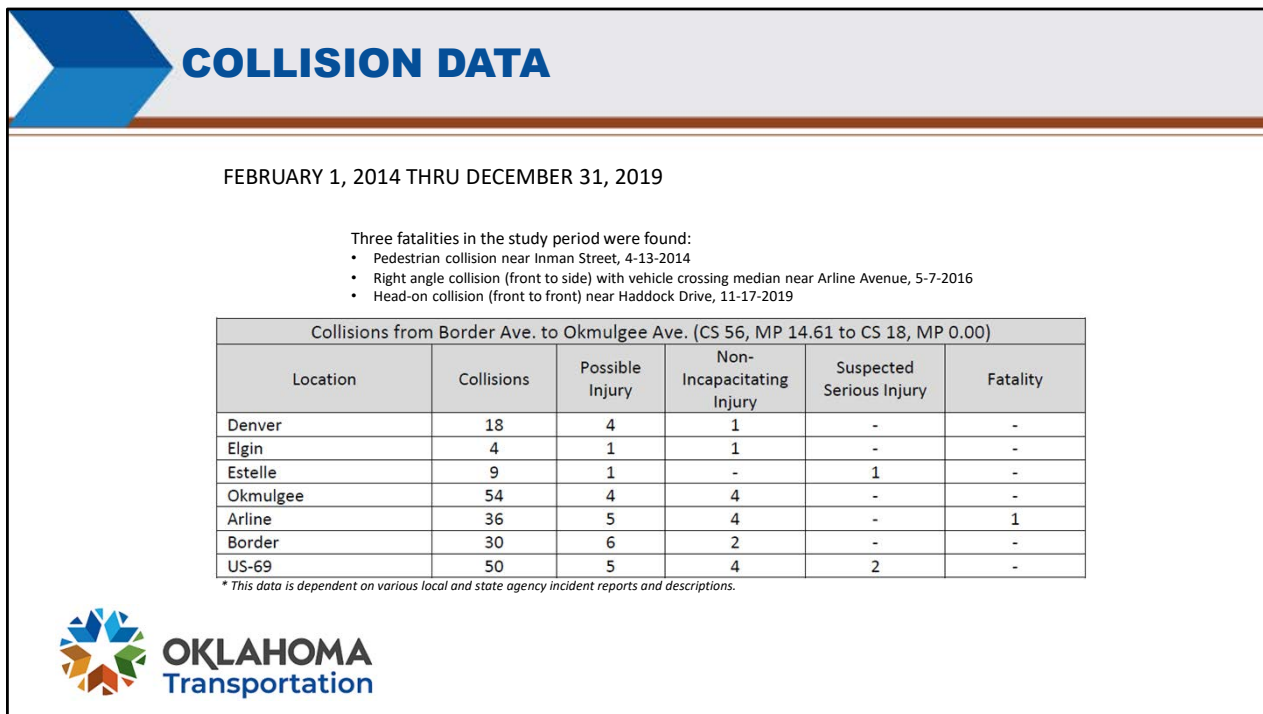 COLLISION DATA
FEBRUARY 1, 2014 THRU DECEMBER 31, 2019
Three fatalities in the study period were found:
• Pedestrian collision near Inman Street, 4-13-2014
• Right angle collision (front to side) with vehicle crossing median near Arline Avenue, 5-7-2016
• Head-on collision (front to front) near Haddock Drive, 11-17-2019
Collisions from Border Ave. to Okmulgee Ave. (CS 56, MP 14.61 to CS 18, MP 0.00)
Location Collisions Possible Injury Non-Incapacitating Injury Suspected Serious Injury Fatality
Denver 18 4 1 - -
Elgin 4 1 1 - -
Estelle 9 1 - 1 -
Okmulgee 54 4 4 - -
Arline 36 5 4 - 1
Border 30 6 2 - -
US-69 50 5 4 2 -
* This data is dependent on various local and state agency incident reports and descriptions.
OKLAHOMA
Transportation